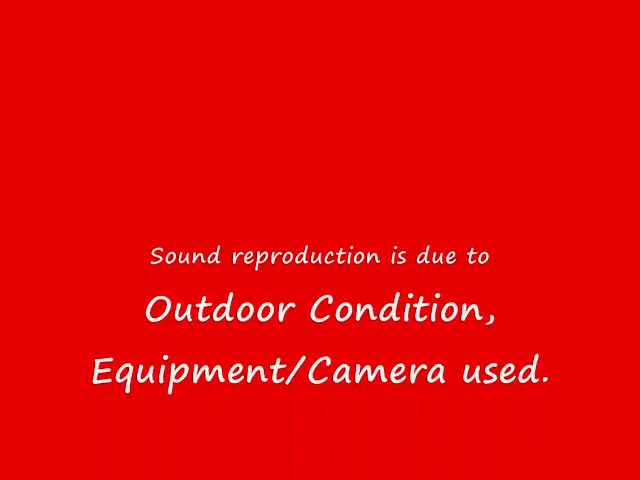 Sound reproduction is due to
Outdoor Condition,
Equipment/Camera used.